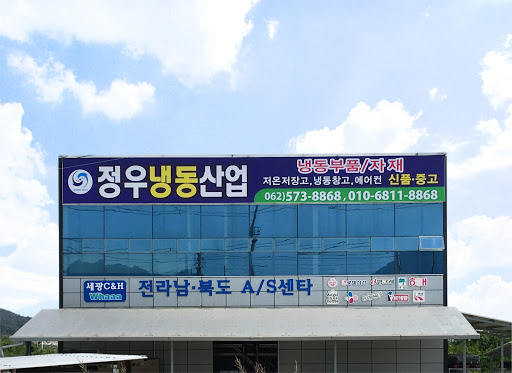 정우냉동산업
냉동부품/자재
저온저장고,냉동창고,에어컨 신품·중고
062)573-8868, 010-6811-8868
세광C&H
Whaaa
전라남·북도 A/S센타